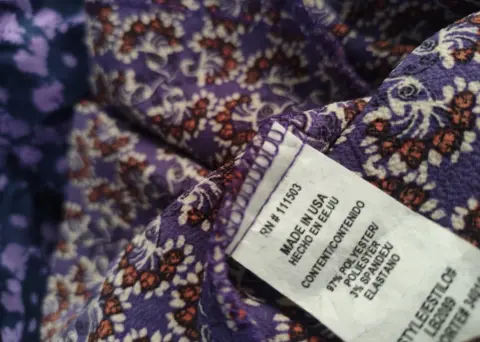 RN # 111503
MADE IN USA
HECHO EN EE.UU
CONTENT/CONTENIDO
97% POLYESTER/
POLIESTER
3% SPANDEX/
ELASTANO
STYLE/ESTILO#
LB0089